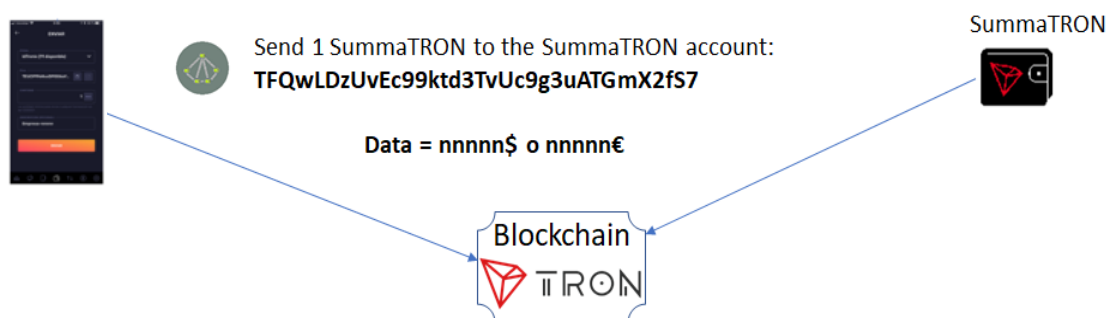 SummaTRON
Send 1 SummaTRON to the SummaTRON account:
TFQwLDzUvEc99ktd3TvUc9g3uATGmX2fS7
Data = nnnnn$ o nnnnn€
Blockchain
TRON